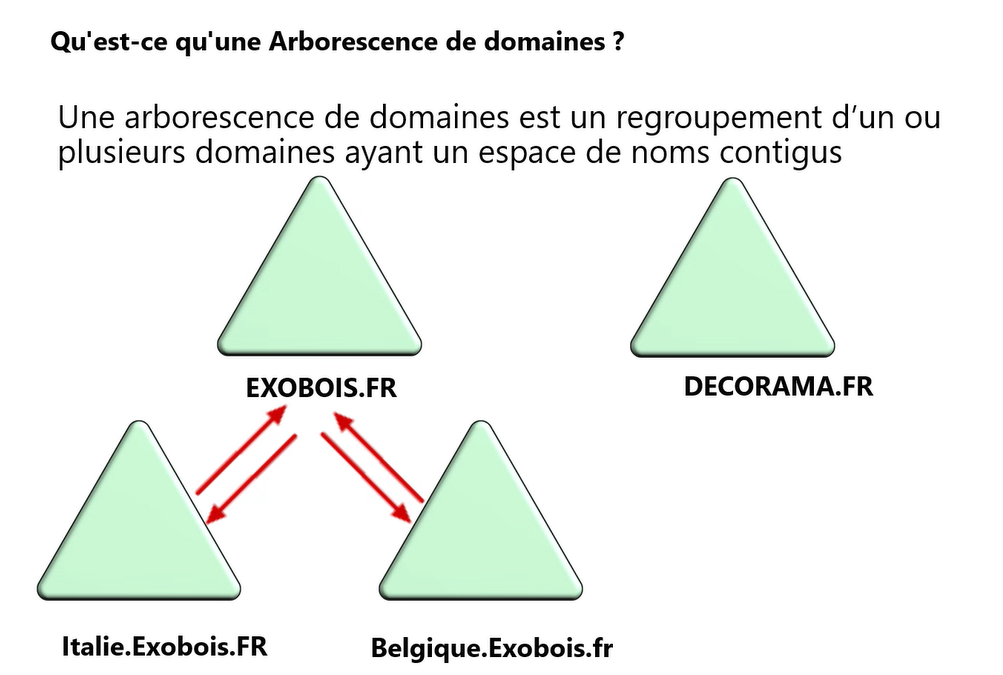 Qu'est-ce qu'une Arborescence de domaines ?
Une arborescence de domaines est un regroupement d’un ou
plusieurs domaines ayant un espace de noms contigus
EXOBOIS.FR
DECORAMA.FR
Italie.Exobois.FR
Belgique.Exobois.fr